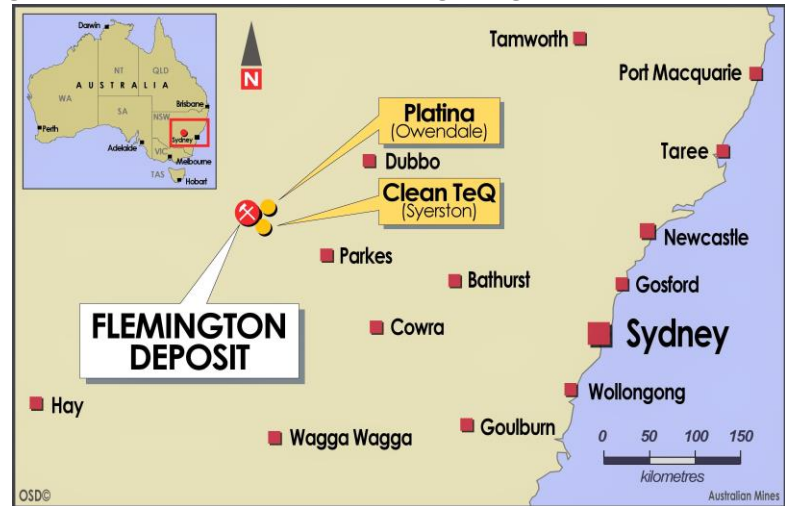 Darwin
NT
QLD
AUSTRALIA
WA
SA
Brisbane
NSW
Perth
Sydney
Adelaide
VIC
Melbourne
TAS
Hobart
N
Tamworth
Port Macquarie
Platina
(Owendale)
Dubbo
Taree
Clean TeQ
(Syerston)
Newcastle
Parkes
Bathurst
Gosford
FLEMINGTON
DEPOSIT
Cowra
Sydney
Hay
Wollongong
Wagga Wagga
Goulburn
0 50 100 150
kilometres
OSD©
Australian Mines